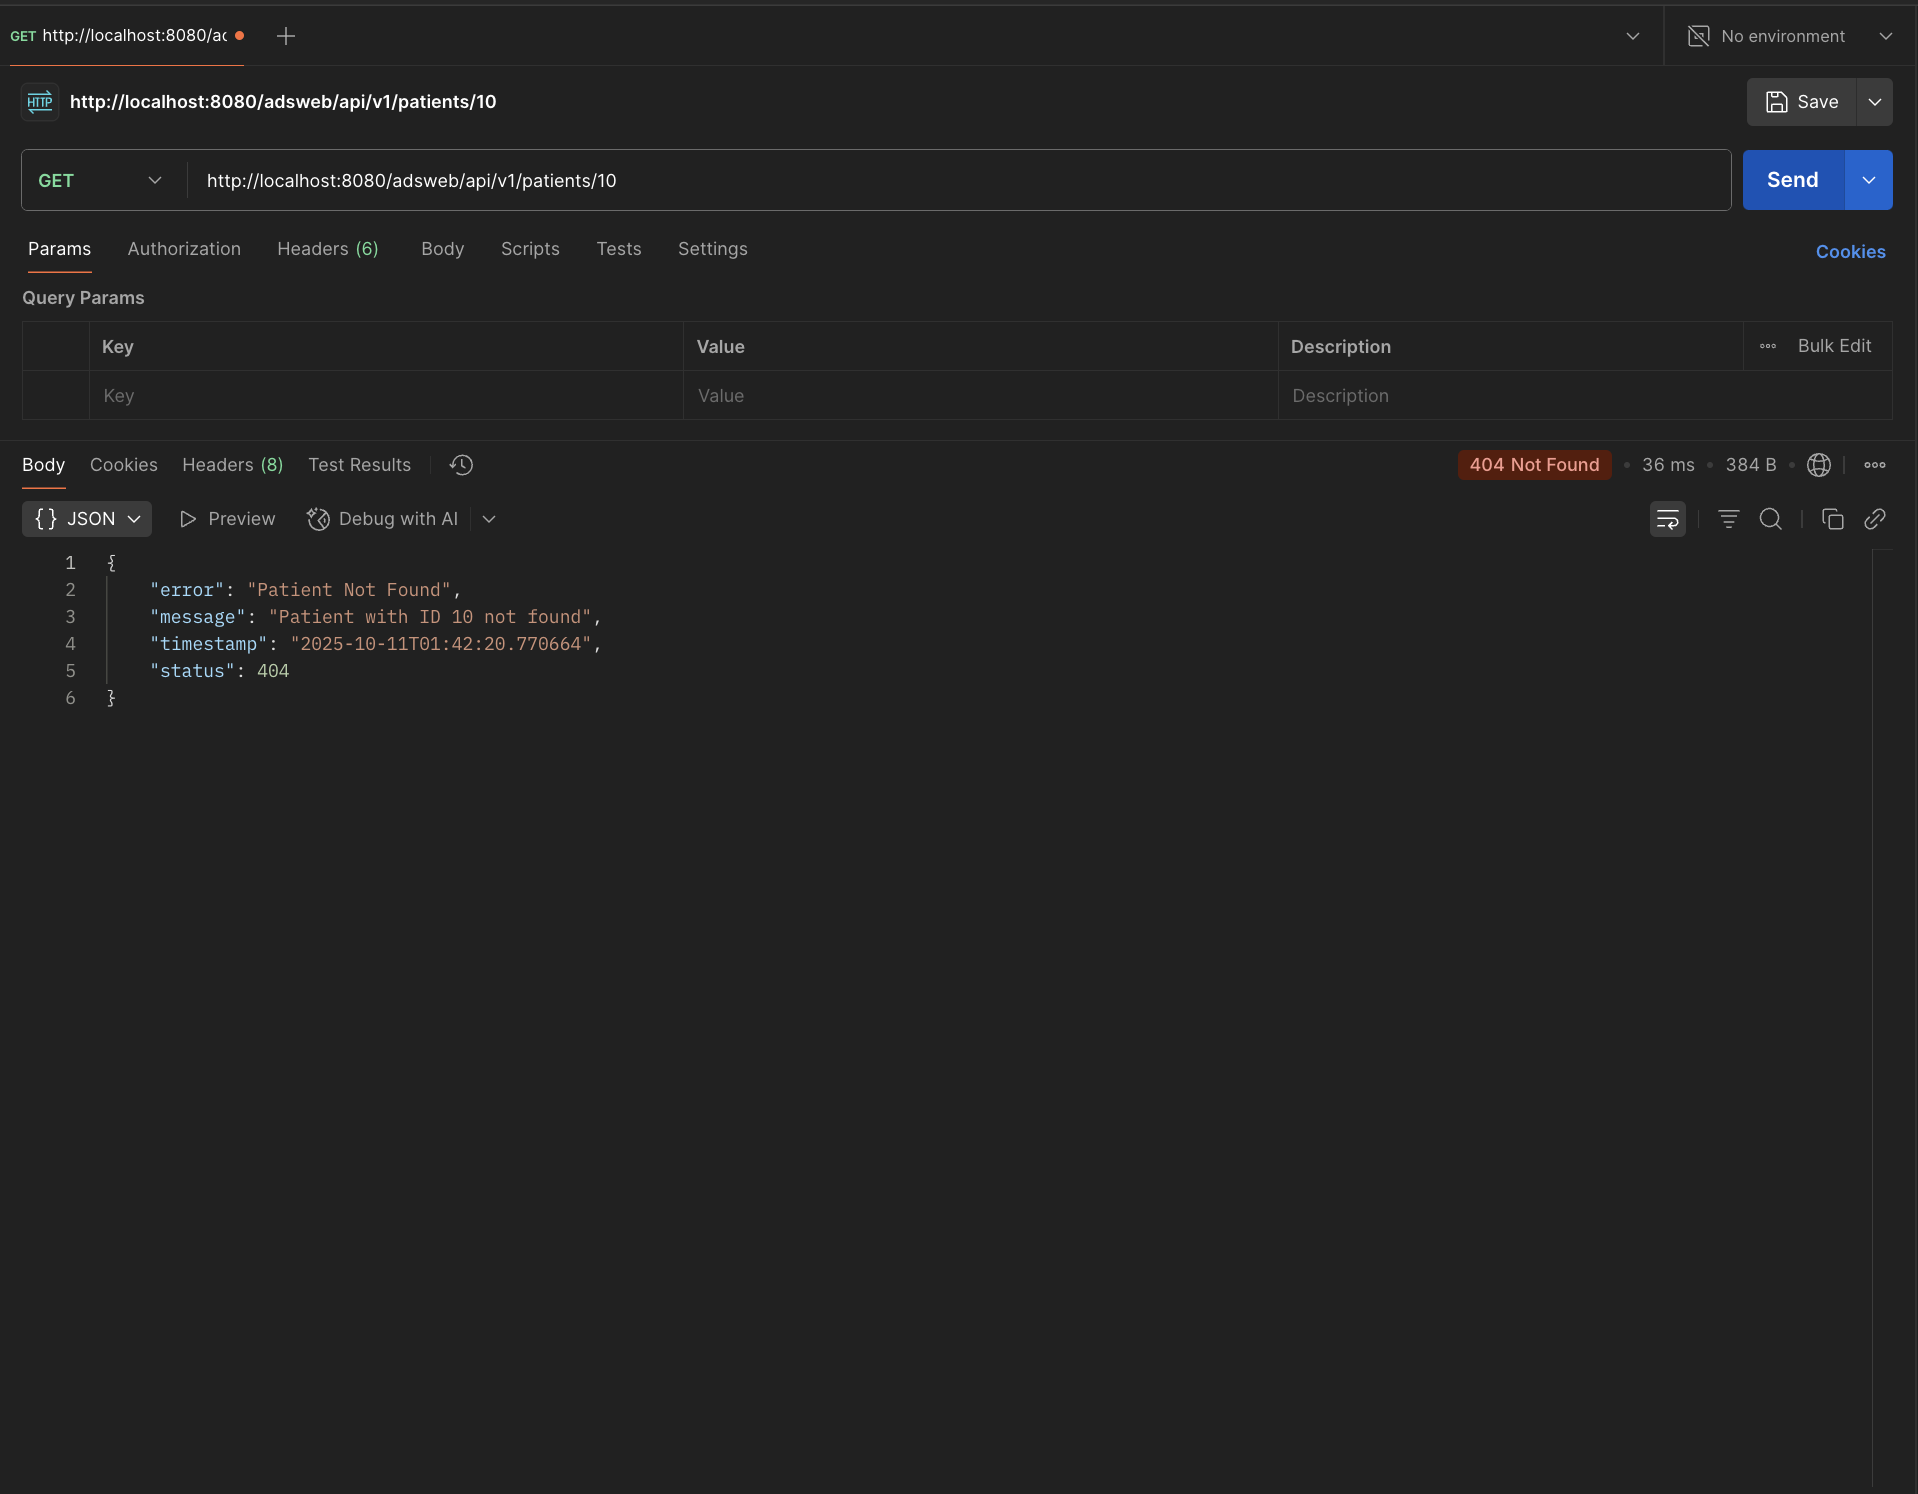 GET http://localhost:8080/ac
No environment
HTTP http://localhost:8080/adsweb/api/v1/patients/10
Save
GET http://localhost:8080/adsweb/api/v1/patients/10
Send
Params Authorization Headers (6) Body Scripts Tests Settings
Cookies
Query Params
Key Value Description Bulk Edit
Key Value Description
Body Cookies Headers (8) Test Results
404 Not Found • 36 ms • 384 B
{} JSON Preview Debug with AI
1 {
2 "error": "Patient Not Found",
3 "message": "Patient with ID 10 not found",
4 "timestamp": "2025-10-11T01:42:20.770664",
5 "status": 404
6 }